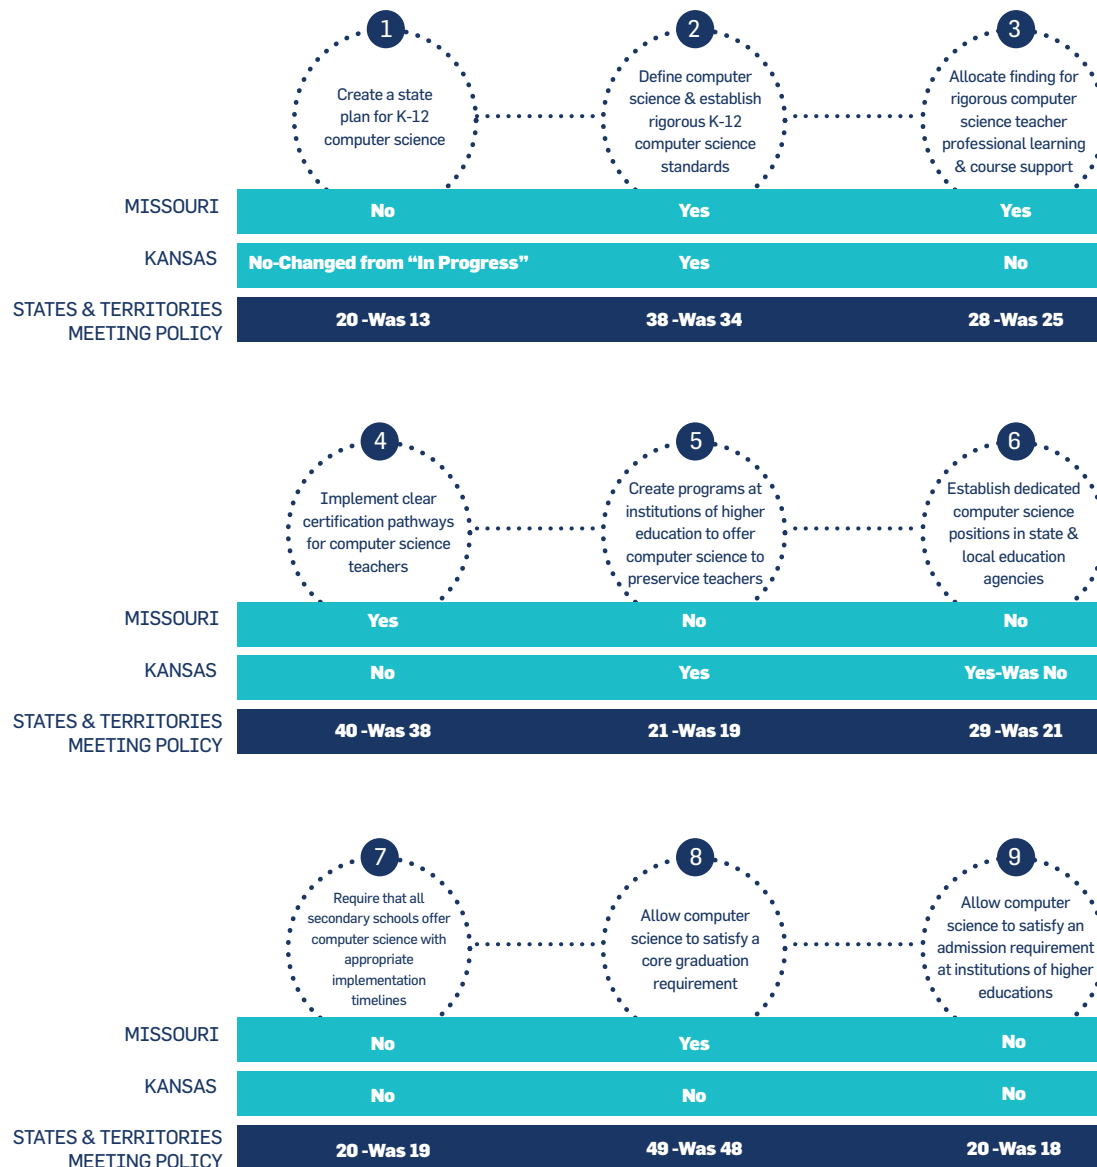 1
2
3
Create a state
plan for K-12
computer science
Define computer
science & establish
rigorous K-12
computer science
standards
Allocate finding for
rigorous computer
science teacher
professional learning
& course support
MISSOURI
No
Yes
Yes
KANSAS
No-Changed from “In Progress”
Yes
No
STATES & TERRITORIES
MEETING POLICY
20 -Was 13
38 -Was 34
28 -Was 25
4
5
6
Implement clear
certification pathways
for computer science
teachers
Create programs at
institutions of higher
education to offer
computer science to
preservice teachers
Establish dedicated
computer science
positions in state &
local education
agencies
MISSOURI
Yes
No
No
KANSAS
No
Yes
Yes-Was No
STATES & TERRITORIES
MEETING POLICY
40 -Was 38
21 -Was 19
29 -Was 21
7
8
9
Require that all
secondary schools offer
computer science with
appropriate
implementation
timelines
Allow computer
science to satisfy a
core graduation
requirement
Allow computer
science to satisfy an
admission requirement
at institutions of higher
educations
MISSOURI
No
Yes
No
KANSAS
No
No
No
STATES & TERRITORIES
MEETING POLICY
20 -Was 19
49 -Was 48
20 -Was 18